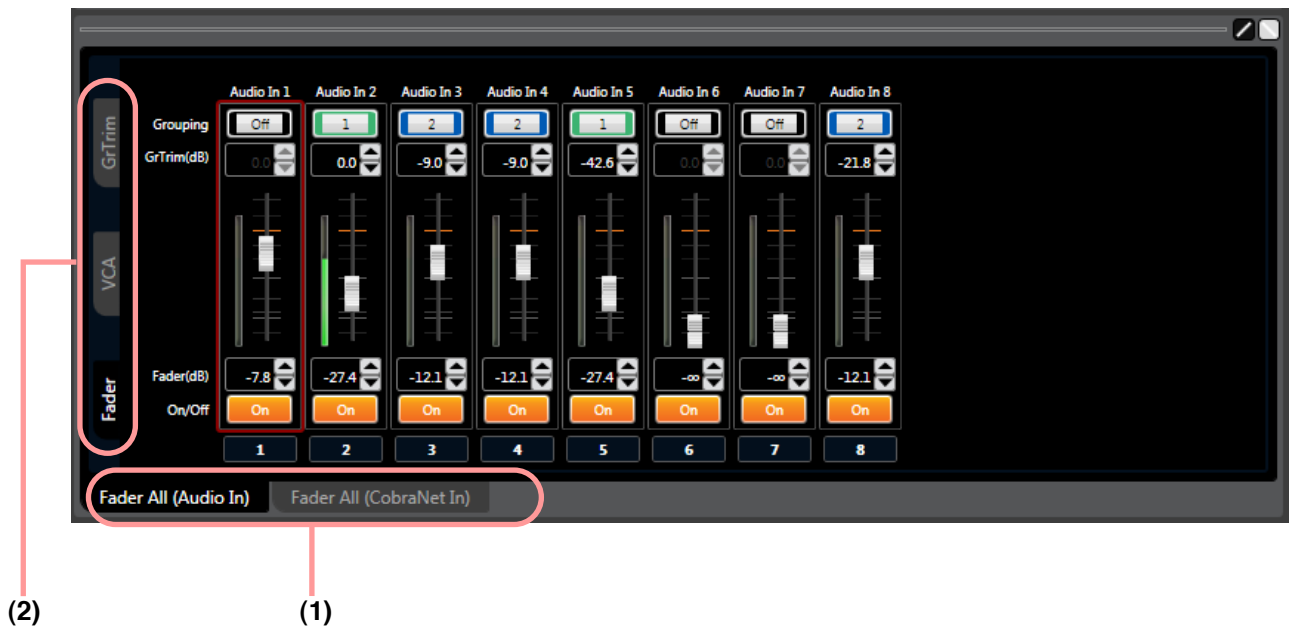 Audio In 1 Audio In 2 Audio In 3 Audio In 4 Audio In 5 Audio In 6 Audio In 7 Audio In 8
Grouping Off 1 2 2 1 Off Off 2
GrTrim(dB) 0.0 0.0 -9.0 -9.0 -42.6 0.0 0.0 -21.8
GrTrim
VCA
Fader
Fader(dB) -7.8 -27.4 -12.1 -12.1 -27.4 -∞ -∞ -12.1
On/Off On On On On On On On On
1 2 3 4 5 6 7 8
Fader All (Audio In) Fader All (CobraNet In)
(2) (1)